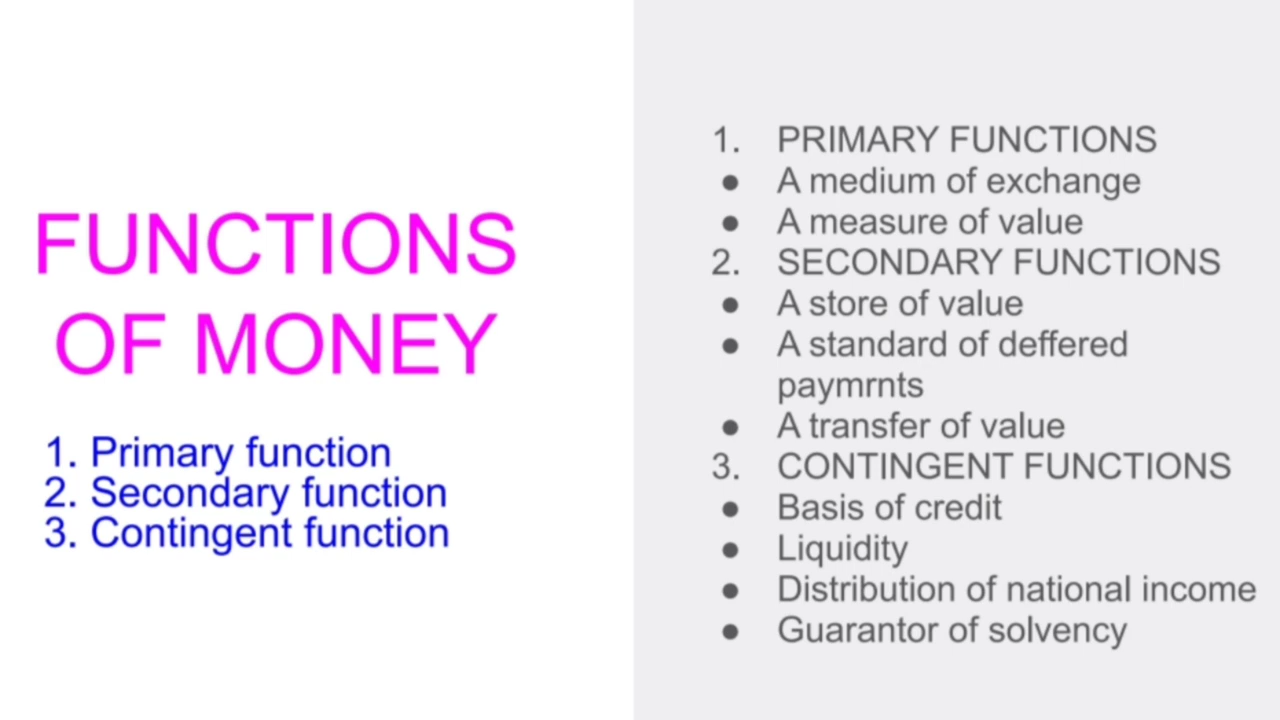 FUNCTIONS
OF MONEY
1. Primary function
2. Secondary function
3. Contingent function
1. PRIMARY FUNCTIONS
● A medium of exchange
● A measure of value
2. SECONDARY FUNCTIONS
● A store of value
● A standard of deffered
paymrnts
● A transfer of value
3. CONTINGENT FUNCTIONS
● Basis of credit
● Liquidity
● Distribution of national income
● Guarantor of solvency